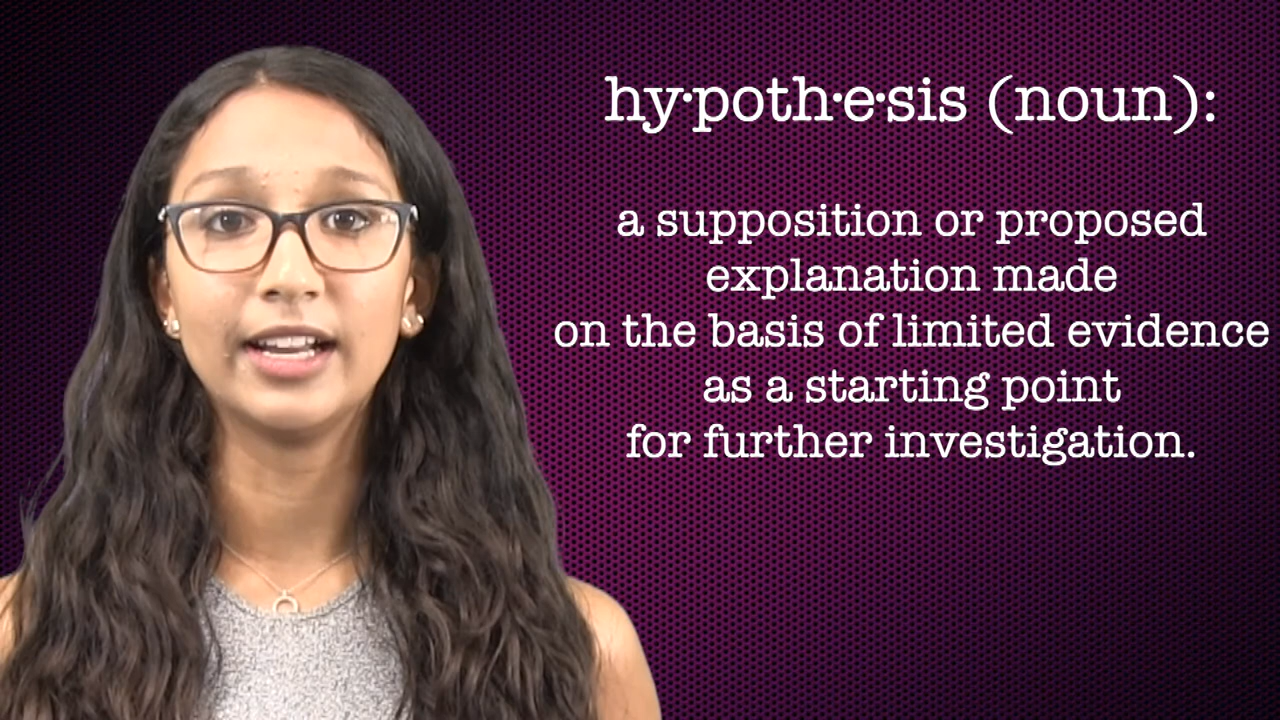 hy·poth·e·sis (noun):
a supposition or proposed
explanation made
on the basis of limited evidence
as a starting point
for further investigation.